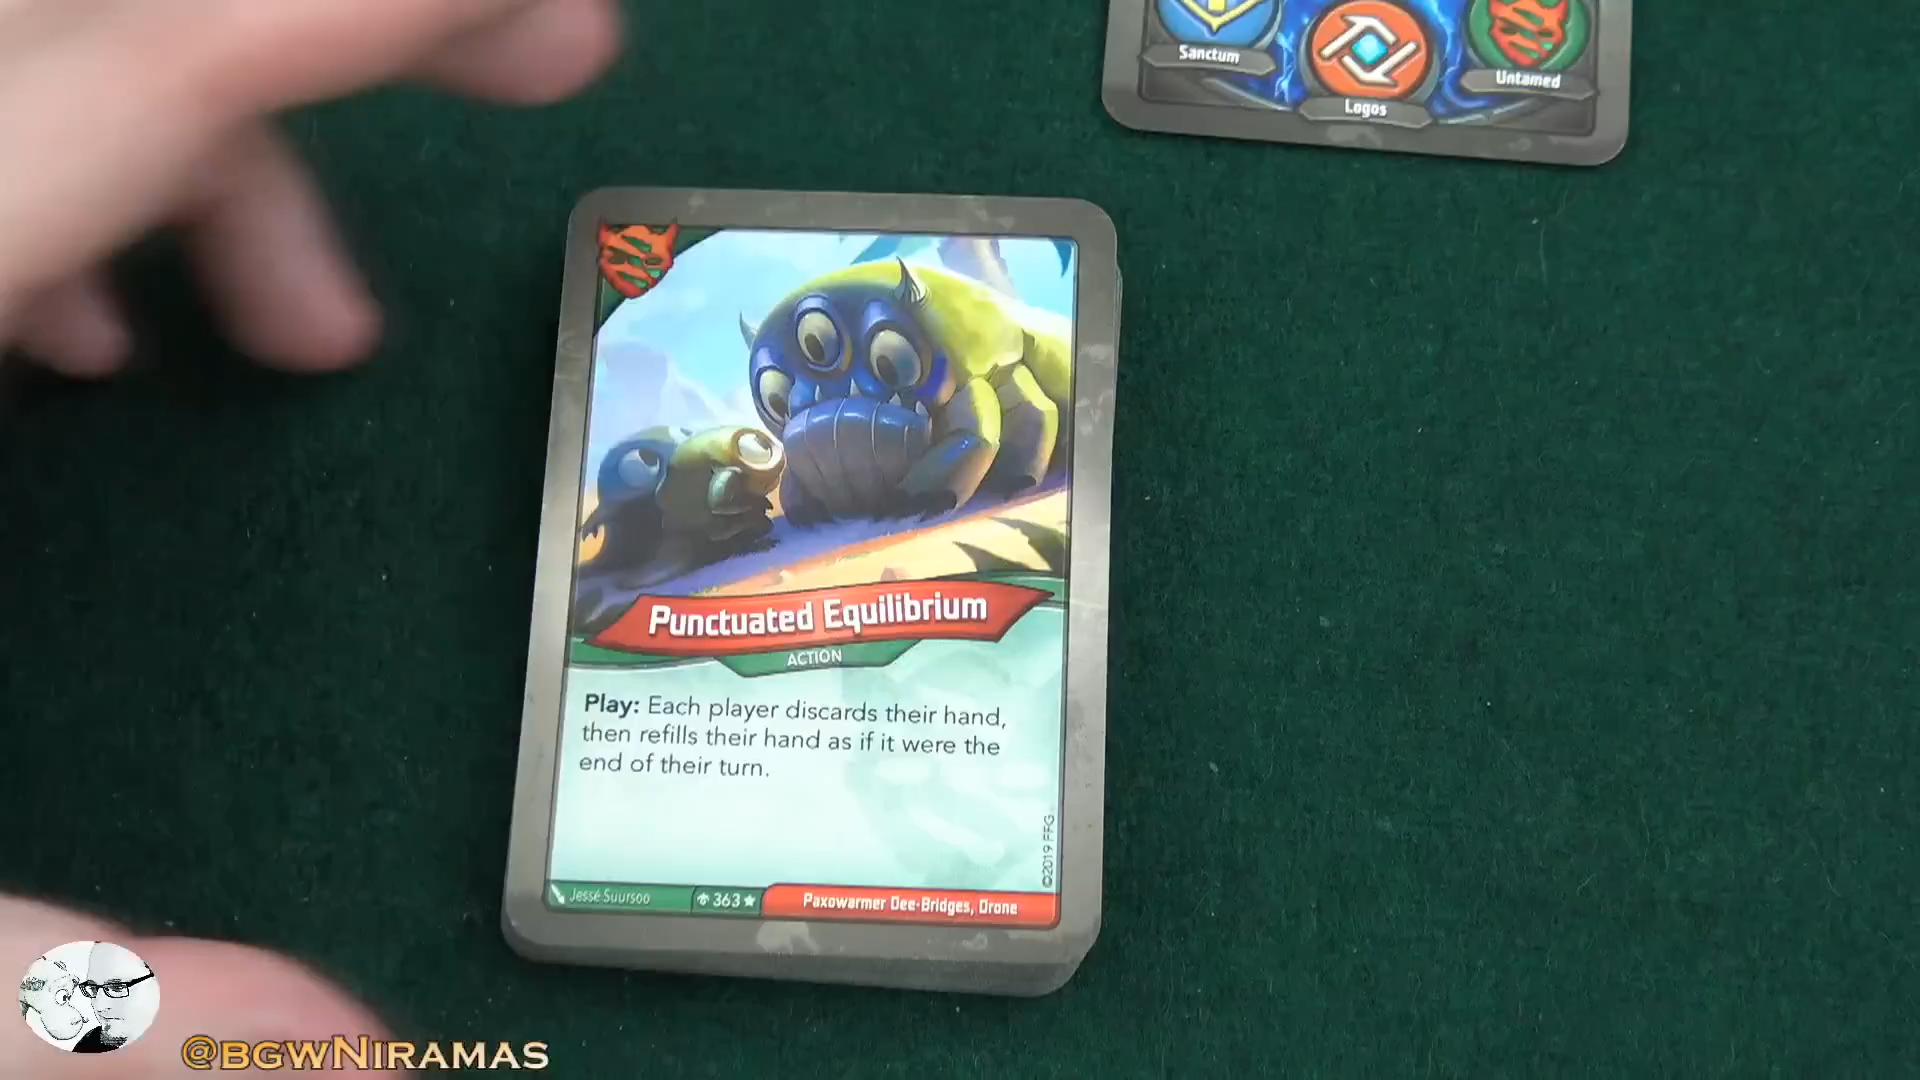 Sanctum
Logos
Untamed
Punctuated Equilibrium
ACTION
Play: Each player discards their hand,
then refills their hand as if it were the
end of their turn.
©2019 FFG
Jessé Suursoo
363
Paxowarmer Dee-Bridges, Drone
@BGWNIRAMAS